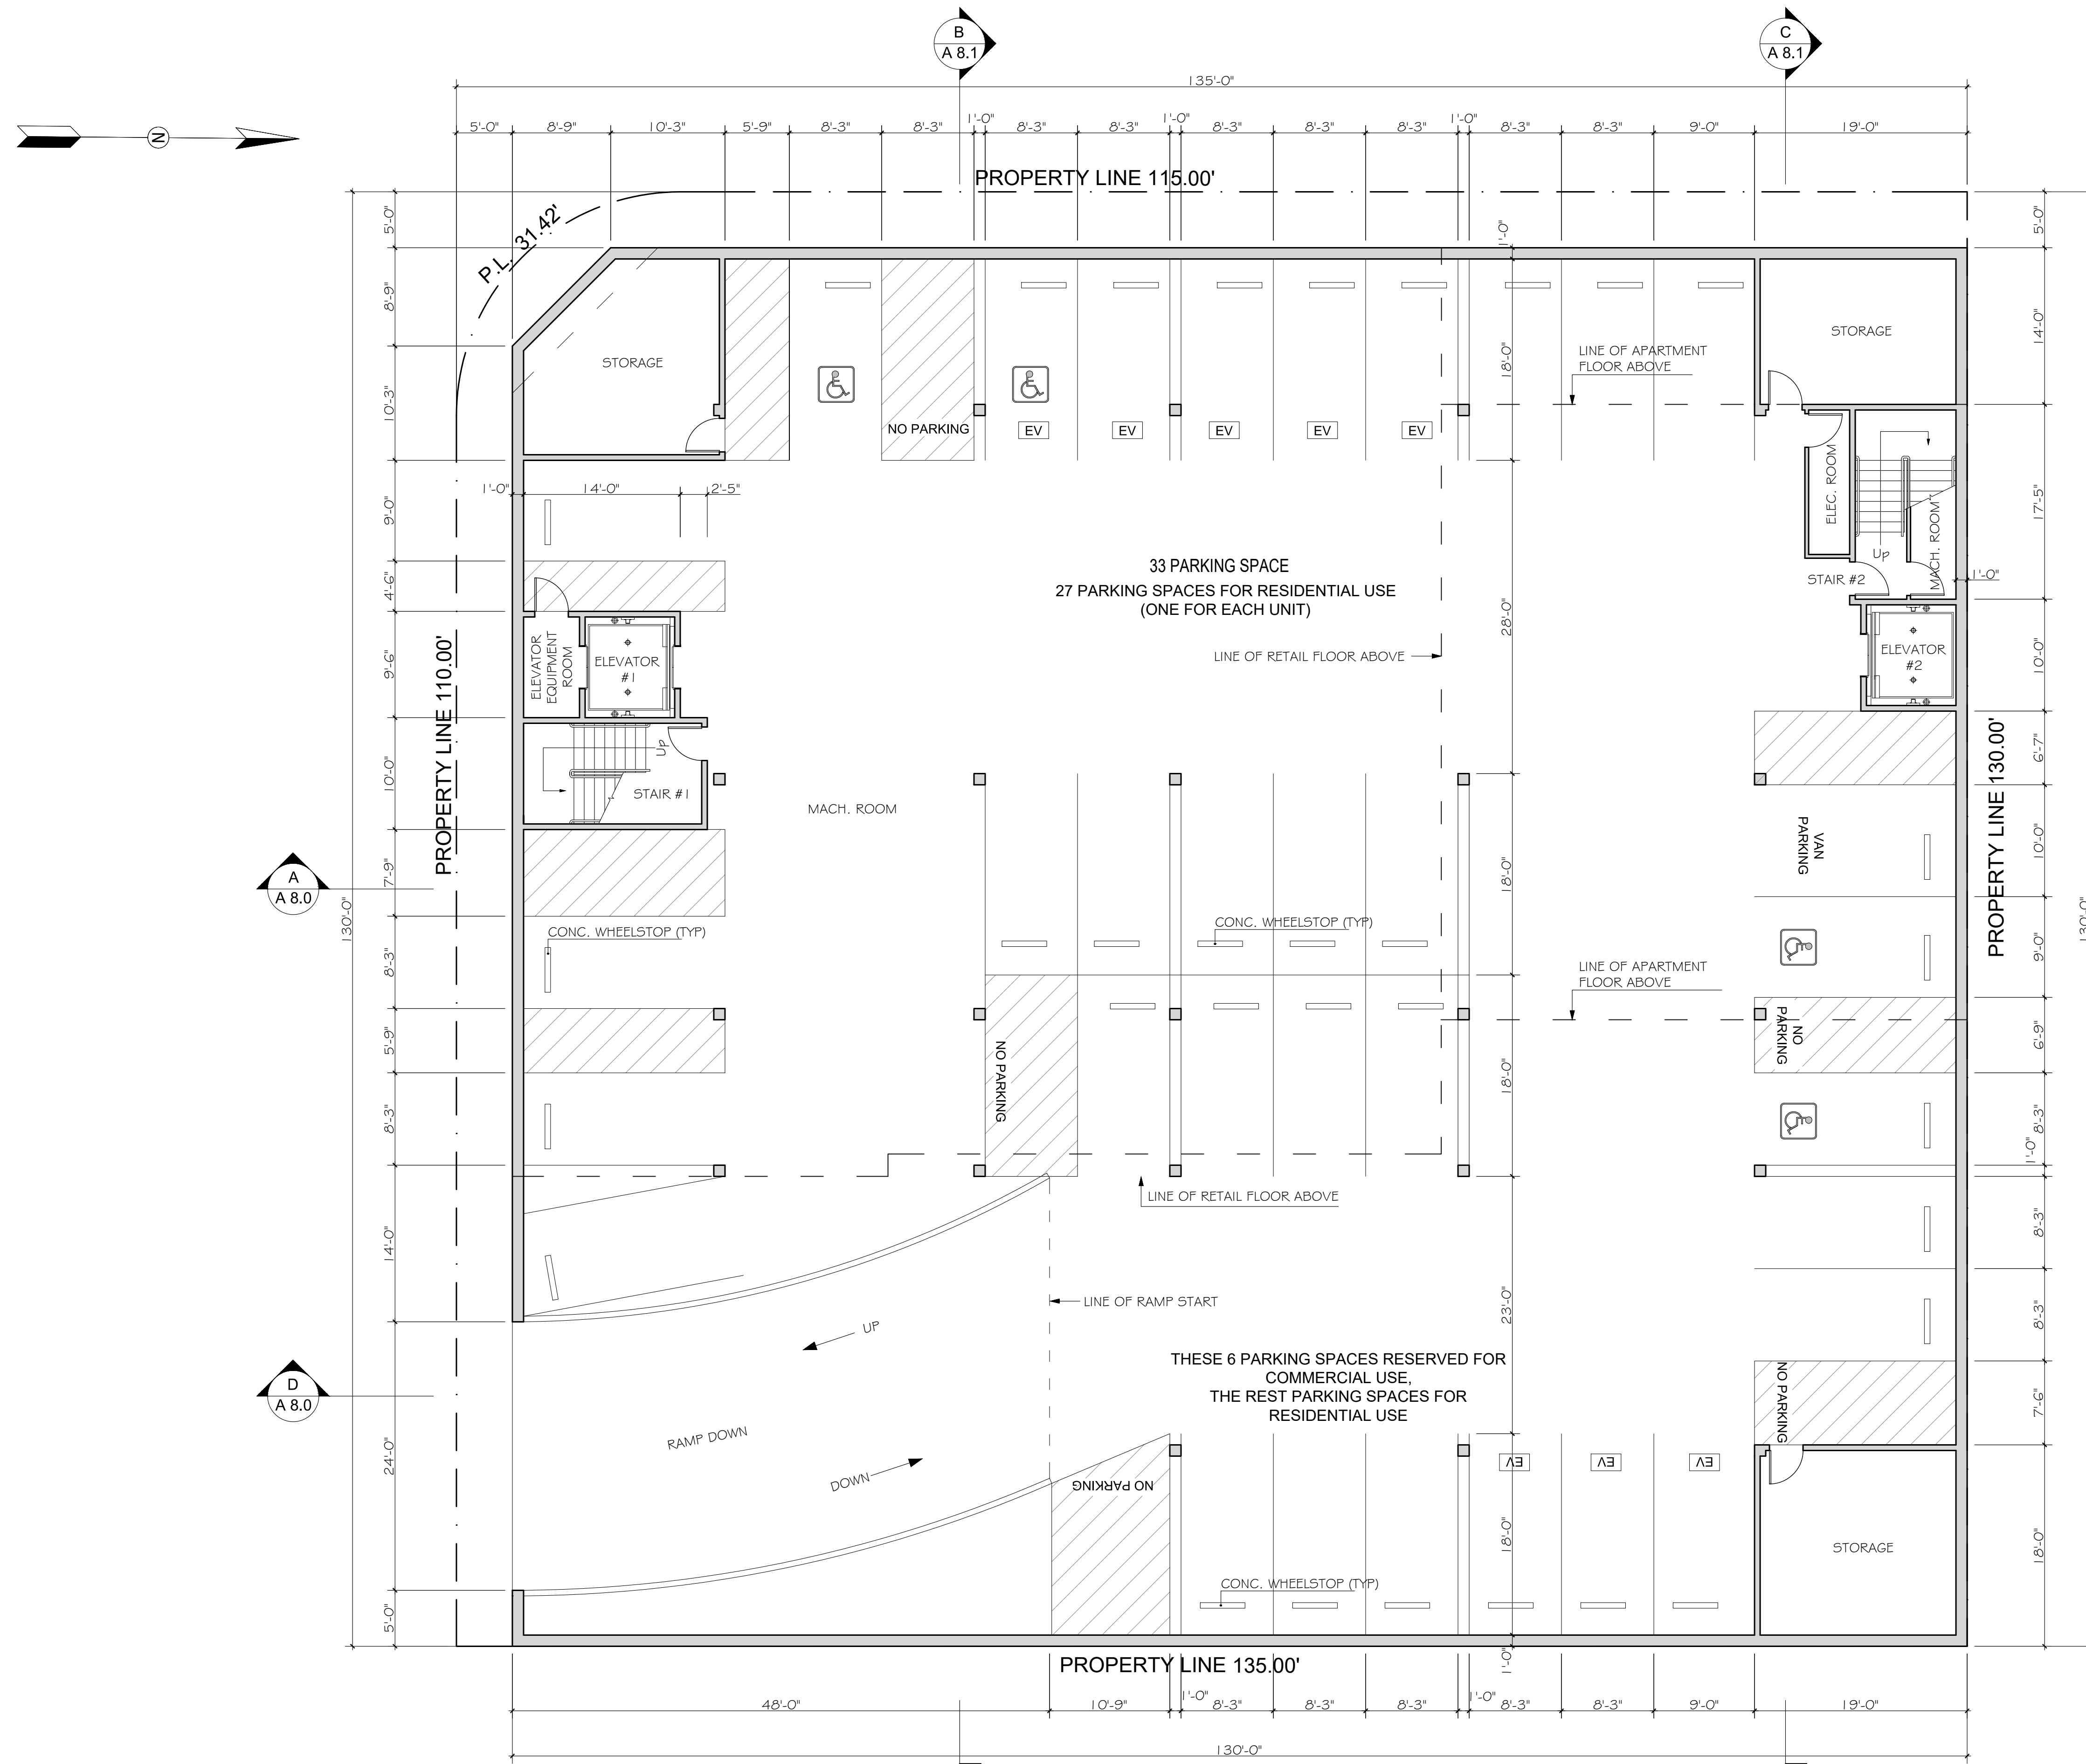 B
A 8.1
C
A 8.1
135'-0"
N
5'-0"
8'-9"
10'-3"
5'-9"
8'-3"
8'-3"
1'-0"
8'-3"
8'-3"
1'-0"
8'-3"
8'-3"
8'-3"
1'-0"
8'-3"
8'-3"
9'-0"
19'-0"
PROPERTY LINE 115.00'
P.L. 31.42'
5'-0"
8'-9"
10'-3"
9'-0"
4'-6"
9'-6"
10'-0"
7'-9"
8'-3"
5'-9"
8'-3"
14'-0"
24'-0"
5'-0"
130'-0"
PROPERTY LINE 110.00'
A
A 8.0
D
A 8.0
STORAGE
NO PARKING
EV
EV
EV
EV
EV
1'-0"
18'-0"
LINE OF APARTMENT
FLOOR ABOVE
STORAGE
1'-0"
14'-0"
2'-5"
ELEC. ROOM
MACH. ROOM
Up
STAIR #2
1'-0"
33 PARKING SPACE
27 PARKING SPACES FOR RESIDENTIAL USE
(ONE FOR EACH UNIT)
28'-0"
LINE OF RETAIL FLOOR ABOVE
ELEVATOR
EQUIPMENT
ROOM
ELEVATOR
#1
ELEVATOR
#2
Up
STAIR #1
MACH. ROOM
VAN
PARKING
18'-0"
CONC. WHEELSTOP (TYP)
CONC. WHEELSTOP (TYP)
LINE OF APARTMENT
FLOOR ABOVE
NO
PARKING
NO PARKING
18'-0"
LINE OF RETAIL FLOOR ABOVE
LINE OF RAMP START
23'-0"
UP
THESE 6 PARKING SPACES RESERVED FOR
COMMERCIAL USE,
THE REST PARKING SPACES FOR
RESIDENTIAL USE
NO PARKING
RAMP DOWN
DOWN
NO PARKING
EV
EV
EV
18'-0"
STORAGE
CONC. WHEELSTOP (TYP)
1'-0"
5'-0"
14'-0"
17'-5"
10'-0"
6'-7"
10'-0"
9'-0"
6'-9"
8'-3"
1'-0"
8'-3"
8'-3"
7'-6"
18'-0"
130'-0"
PROPERTY LINE 130.00'
PROPERTY LINE 135.00'
48'-0"
10'-9"
1'-0"
8'-3"
8'-3"
8'-3"
1'-0"
8'-3"
8'-3"
9'-0"
19'-0"
130'-0"